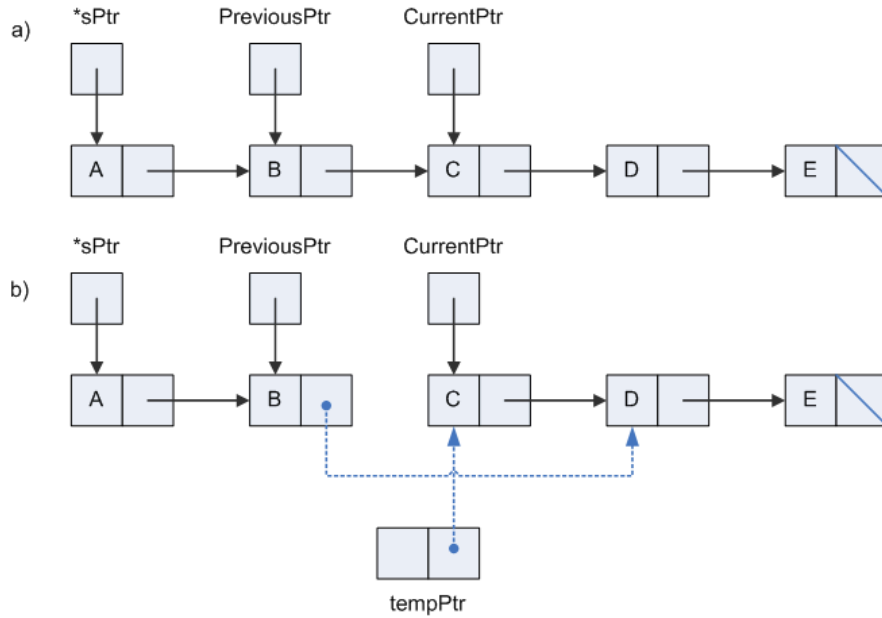 *sPtr PreviousPtr CurrentPtr
a)
A B C D E
*sPtr PreviousPtr CurrentPtr
b)
A B C D E
tempPtr